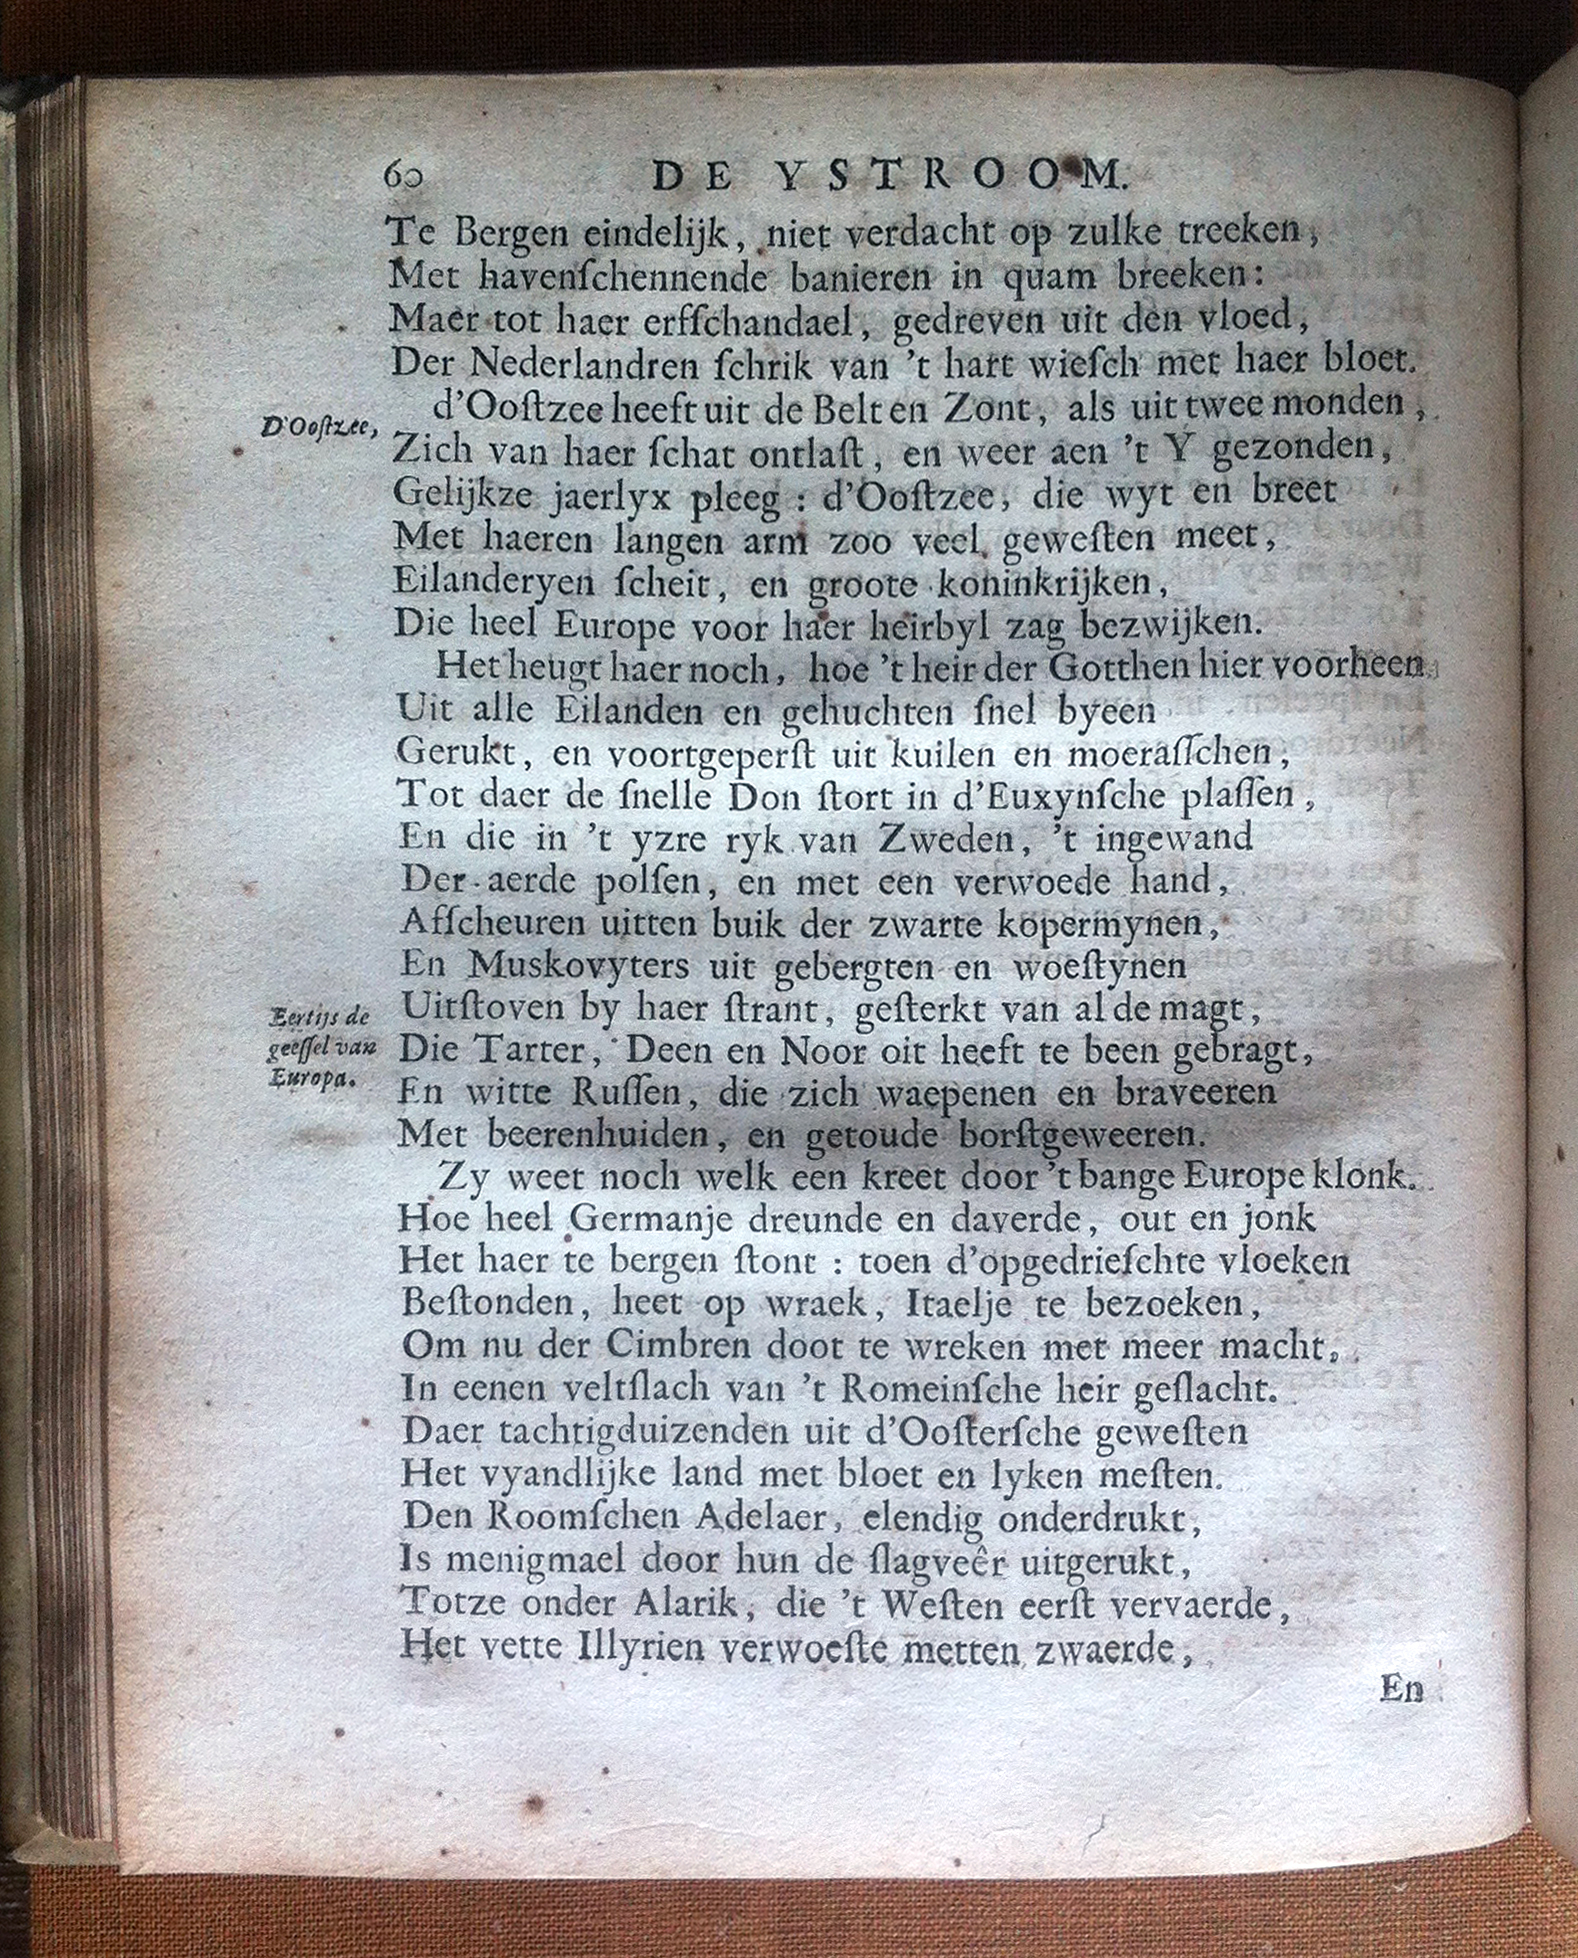 60 DE YSTROOM.
Te Bergen eindelijk, niet verdacht op zulke treeken,
Met havenſchennende banieren in quam breeken:
Maer tot haer erfſchandael, gedreven uit den vloed,
Der Nederlandren ſchrik van 't hart wieſch met haer bloet.
d'Ooſtzee heeft uit de Belt en Zont, als uit twee monden,
D'Ooſtzee,
Zich van haer ſchat ontlaſt, en weer aen 't Y gezonden,
Gelijkze jaerlyx pleeg: d'Ooſtzee, die wyt en breet
Met haeren langen arm zoo veel geweſten meet,
Eilanderyen ſcheit, en groote koninkrijken,
Die heel Europe voor haer heirbyl zag bezwijken.
Het heugt haer noch, hoe 't heir der Gotthen hier voorheen
Uit alle Eilanden en gehuchten ſnel byeen
Gerukt, en voortgeperſt uit kuilen en moeraſſchen,
Tot daer de ſnelle Don ſtort in d'Euxynſche plaſſen,
En die in 't yzre ryk van Zweden, 't ingewand
Der aerde polſen, en met een verwoede hand,
Afſcheuren uitten buik der zwarte kopermynen,
En Muskovyters uit gebergten en woeſtynen
Eertijs de
geeſſel van
Europa.
Uitſtoven by haer ſtrant, geſterkt van al de magt,
Die Tarter, Deen en Noor oit heeft te been gebragt,
En witte Ruſſen, die zich waepenen en braveeren
Met beerenhuiden, en getoude borſtgeweeren.
Zy weet noch welk een kreet door 't bange Europe klonk.
Hoe heel Germanje dreunde en daverde, out en jonk
Het haer te bergen ſtont: toen d'opgedrieſchte vloeken
Beſtonden, heet op wraek, Itaelje te bezoeken,
Om nu der Cimbren doot te wreken met meer macht,
In eenen veltſlach van 't Romeinſche heir geſlacht.
Daer tachtigduizenden uit d'Ooſterſche geweſten
Het vyandlijke land met bloet en lyken meſten.
Den Roomſchen Adelaer, elendig onderdrukt,
Is menigmael door hun de ſlagveêr uitgerukt,
Totze onder Alarik, die 't Weſten eerſt vervaerde,
Het vette Illyrien verwoeſte metten zwaerde,
En